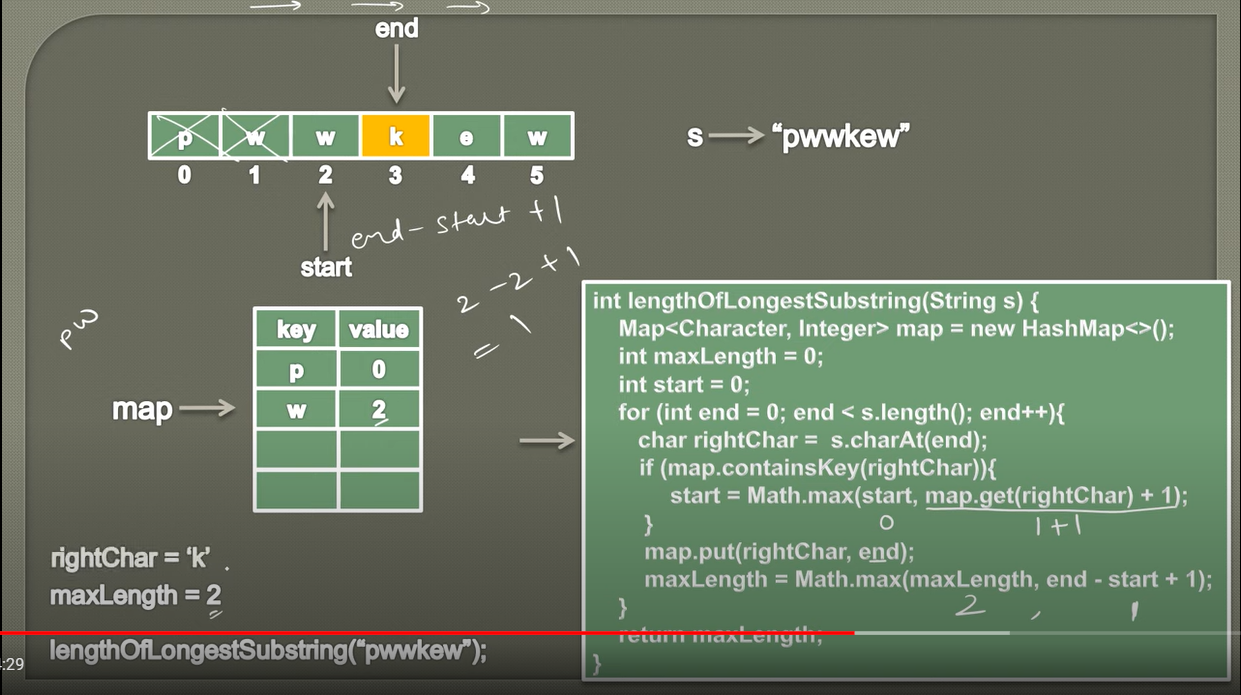 end
p w w k e w
0 1 2 3 4 5
s "pwwkew"
end - start + 1
start
2 - 2 + 1
= 1
pw
key value
p 0
w 2
map
rightChar = 'k'
maxLength = 2
lengthOfLongestSubstring("pwwkew");
:29
int lengthOfLongestSubstring(String s) {
Map<Character, Integer> map = new HashMap<>();
int maxLength = 0;
int start = 0;
for (int end = 0; end < s.length(); end++){
char rightChar = s.charAt(end);
if (map.containsKey(rightChar)){
start = Math.max(start, map.get(rightChar) + 1);
} 0 1+1
map.put(rightChar, end);
maxLength = Math.max(maxLength, end - start + 1);
} 2 , 1
return maxLength;
}